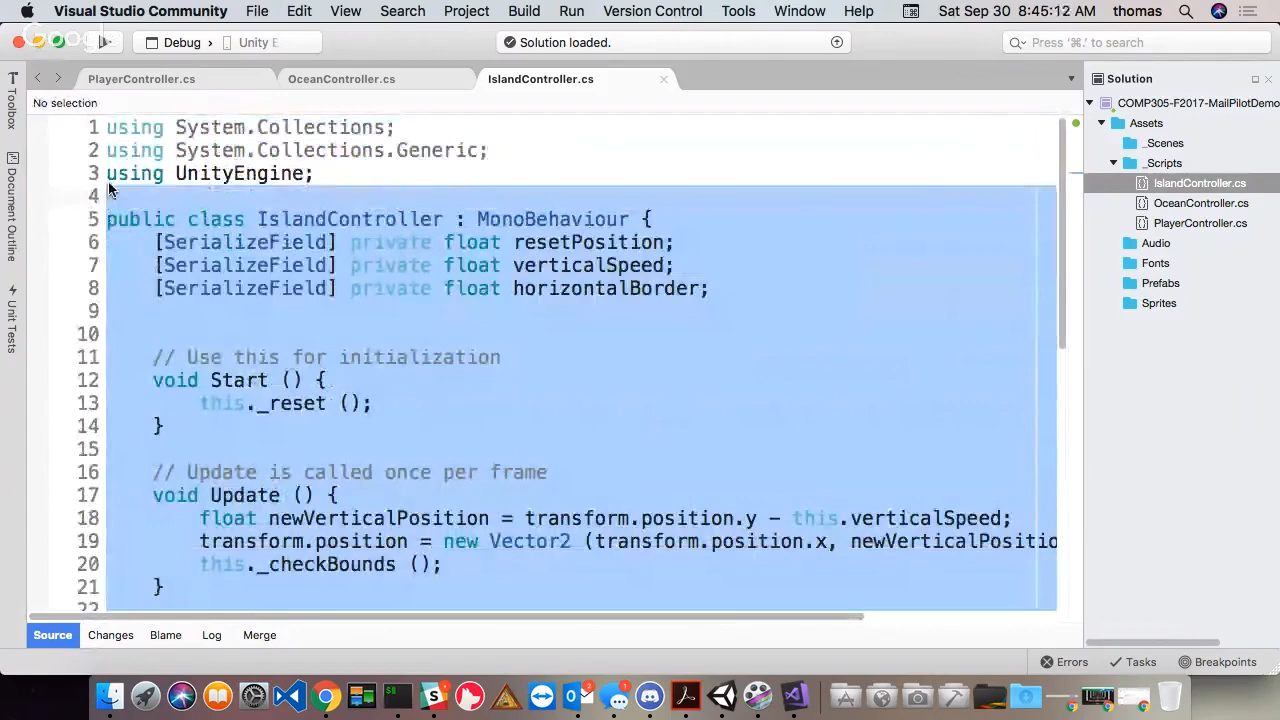 Visual Studio Community File Edit View Search Project Build Run Version Control Tools Window Help Sat Sep 30 8:45:12 AM thomas
Debug › Unity E
Solution loaded.
Press '⌘.' to search
PlayerController.cs OceanController.cs IslandController.cs
No selection
Toolbox
Document Outline
Unit Tests
1 using System.Collections;
2 using System.Collections.Generic;
3 using UnityEngine;
4
5 public class IslandController : MonoBehaviour {
6 [SerializeField] private float resetPosition;
7 [SerializeField] private float verticalSpeed;
8 [SerializeField] private float horizontalBorder;
9
10
11 // Use this for initialization
12 void Start () {
13 this._reset ();
14 }
15
16 // Update is called once per frame
17 void Update () {
18 float newVerticalPosition = transform.position.y - this.verticalSpeed;
19 transform.position = new Vector2 (transform.position.x, newVerticalPositio
20 this._checkBounds ();
21 }
22
Source Changes Blame Log Merge
Solution
COMP305-F2017-MailPilotDemo
Assets
_Scenes
_Scripts
IslandController.cs
OceanController.cs
PlayerController.cs
Audio
Fonts
Prefabs
Sprites
Errors Tasks Breakpoints